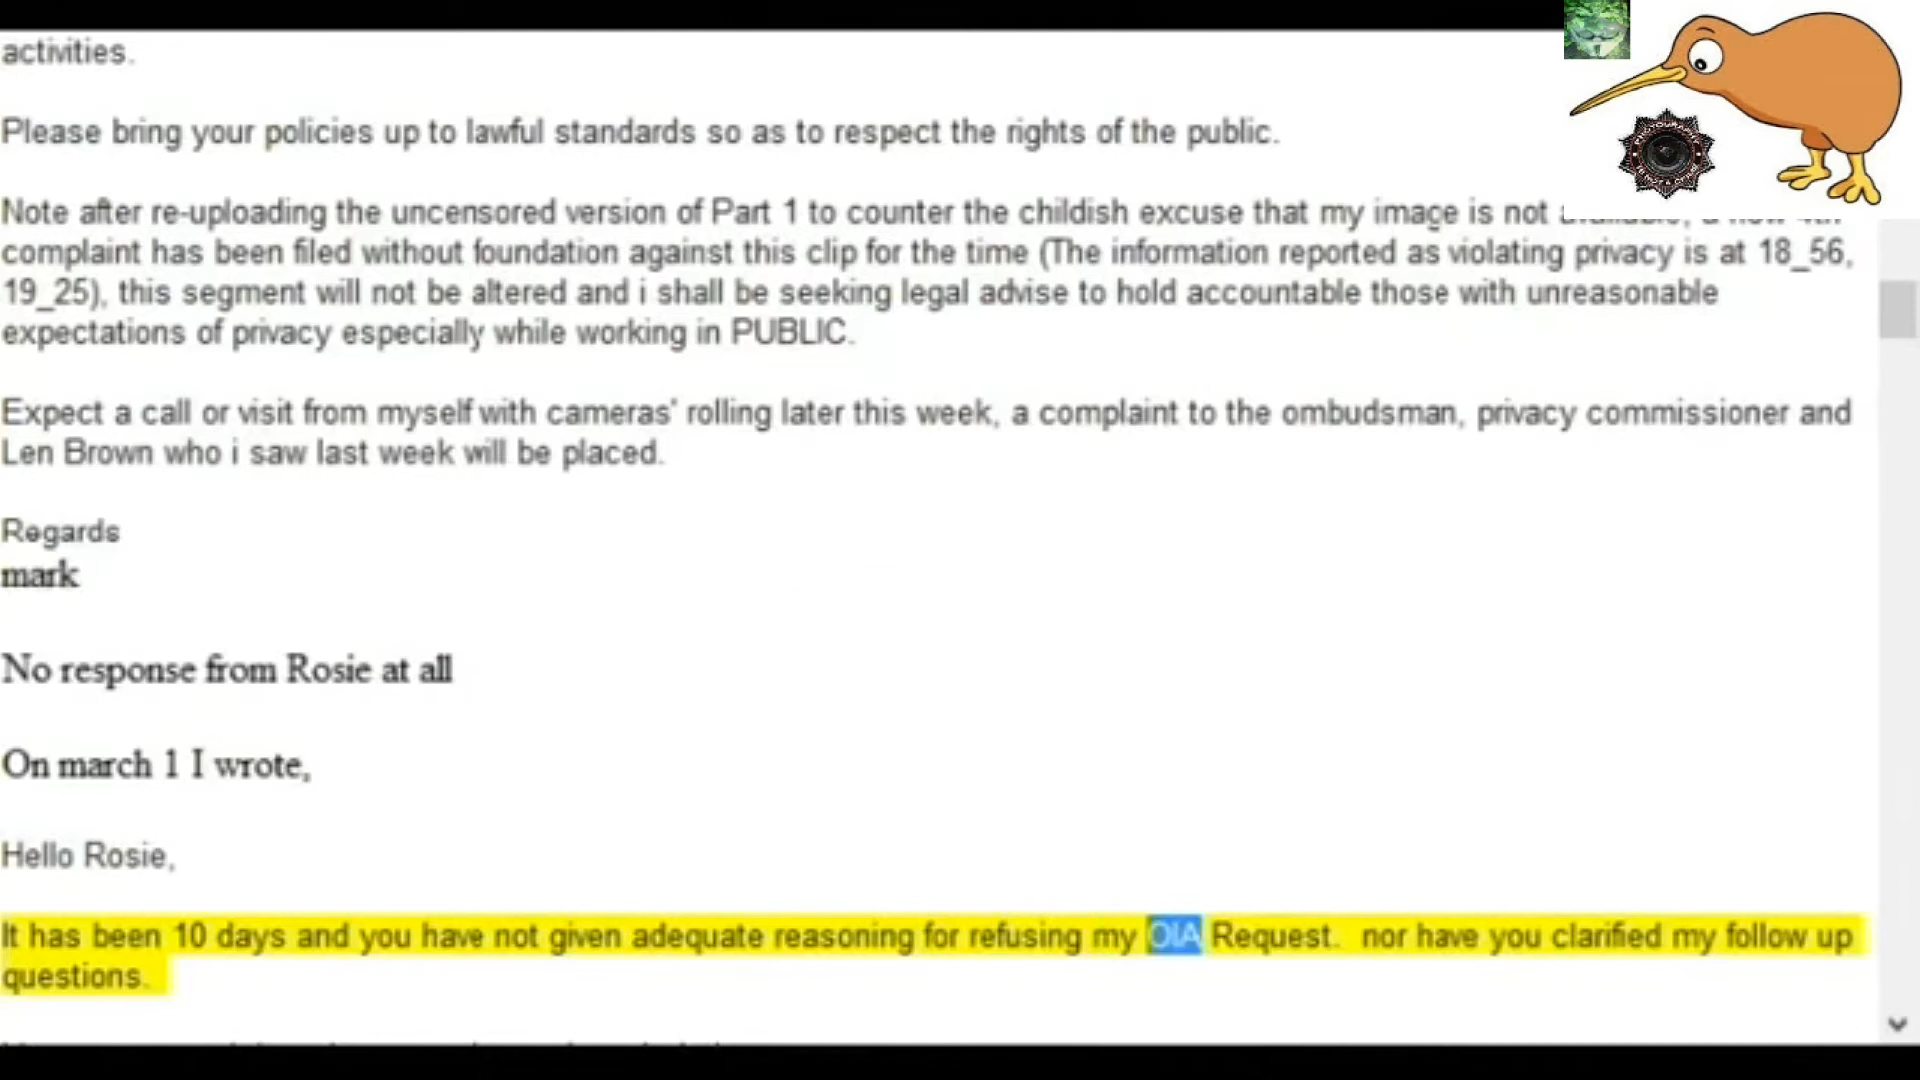 activities.
Please bring your policies up to lawful standards so as to respect the rights of the public.
Note after re-uploading the uncensored version of Part 1 to counter the childish excuse that my image is not
complaint has been filed without foundation against this clip for the time (The information reported as violating privacy is at 18_56,
19_25), this segment will not be altered and i shall be seeking legal advise to hold accountable those with unreasonable
expectations of privacy especially while working in PUBLIC.
Expect a call or visit from myself with cameras' rolling later this week, a complaint to the ombudsman, privacy commissioner and
Len Brown who i saw last week will be placed.
Regards
mark
No response from Rosie at all
On march 1 I wrote,
Hello Rosie,
It has been 10 days and you have not given adequate reasoning for refusing my OIA Request. nor have you clarified my follow up
questions.